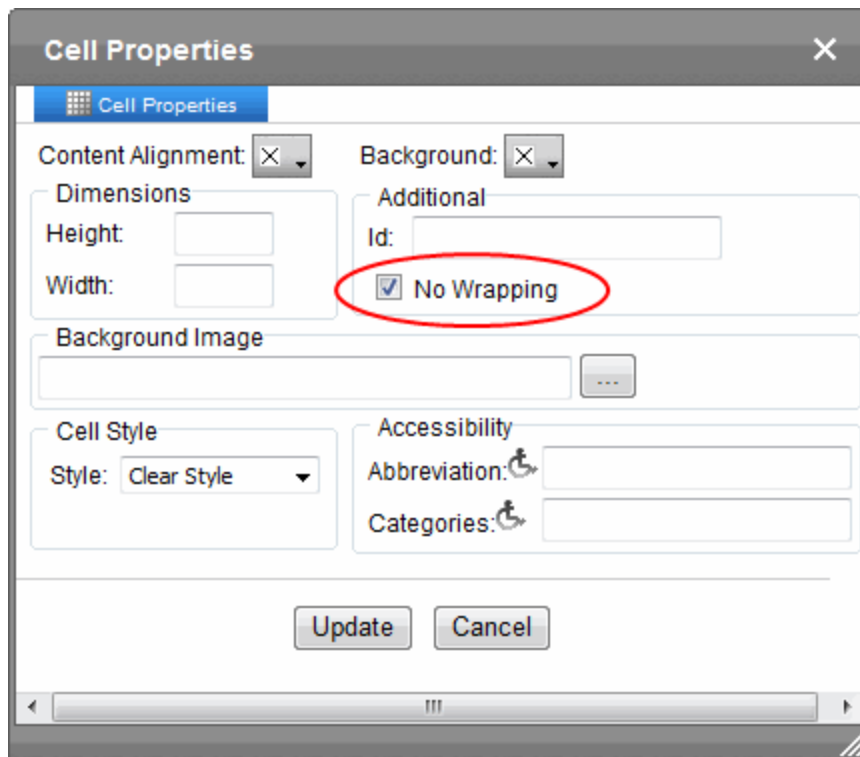 Cell Properties
Cell Properties
Content Alignment: Background:
Dimensions Additional
Height: Id:
Width: No Wrapping
Background Image
...
Cell Style Accessibility
Style: Clear Style Abbreviation:
Categories:
Update Cancel